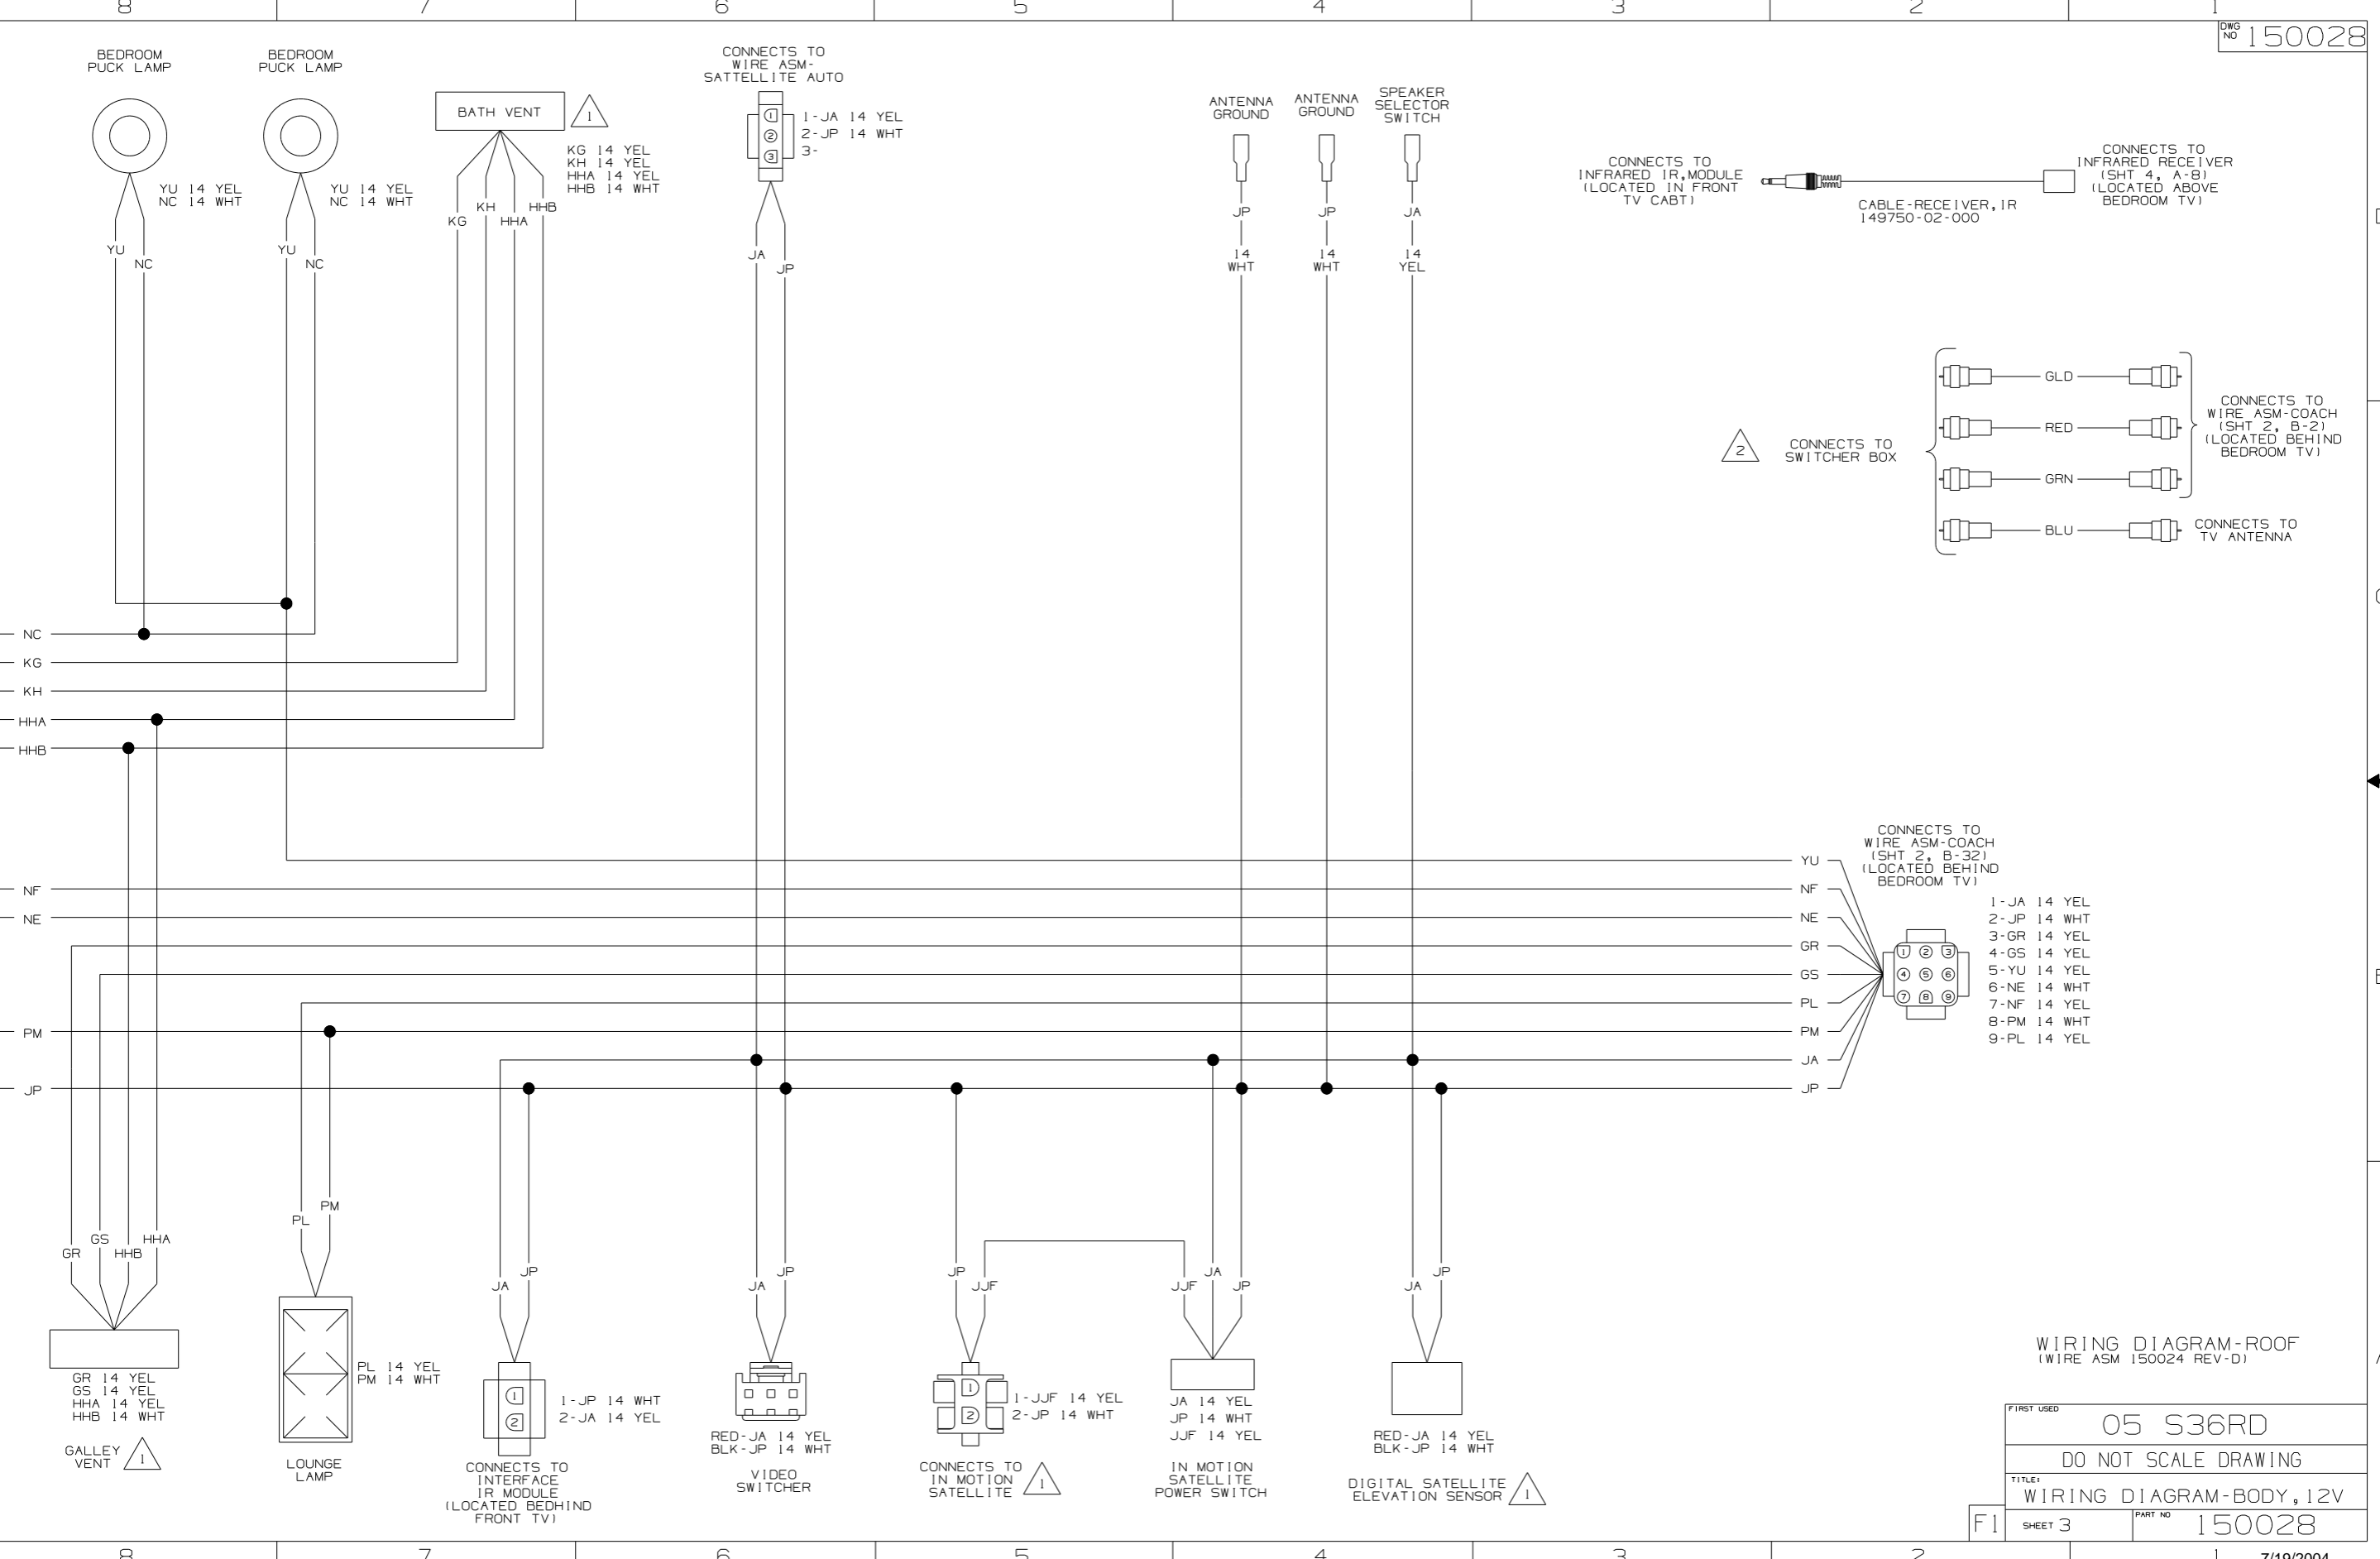 8 7 6 5 4 3 2 1
DWG NO 150028
BEDROOM
PUCK LAMP
YU 14 YEL
NC 14 WHT
YU
NC
BEDROOM
PUCK LAMP
YU 14 YEL
NC 14 WHT
YU
NC
BATH VENT
1
KG 14 YEL
KH 14 YEL
HHA 14 YEL
HHB 14 WHT
KG
KH
HHA
HHB
CONNECTS TO
WIRE ASM-
SATTELLITE AUTO
1
2
3
1-JA 14 YEL
2-JP 14 WHT
3-
JA
JP
ANTENNA
GROUND
JP
14
WHT
ANTENNA
GROUND
JP
14
WHT
SPEAKER
SELECTOR
SWITCH
JA
14
YEL
CONNECTS TO
INFRARED IR,MODULE
(LOCATED IN FRONT
TV CABT)
CABLE-RECEIVER,IR
149750-02-000
CONNECTS TO
INFRARED RECEIVER
(SHT 4, A-8)
(LOCATED ABOVE
BEDROOM TV)
D
2
CONNECTS TO
SWITCHER BOX
GLD
RED
GRN
BLU
CONNECTS TO
WIRE ASM-COACH
(SHT 2, B-2)
(LOCATED BEHIND
BEDROOM TV)
CONNECTS TO
TV ANTENNA
C
NC
KG
KH
HHA
HHB
NF
NE
PM
JP
YU
NF
NE
GR
GS
PL
PM
JA
JP
CONNECTS TO
WIRE ASM-COACH
(SHT 2, B-32)
(LOCATED BEHIND
BEDROOM TV)
1 2 3
4 5 6
7 8 9
1-JA 14 YEL
2-JP 14 WHT
3-GR 14 YEL
4-GS 14 YEL
5-YU 14 YEL
6-NE 14 WHT
7-NF 14 YEL
8-PM 14 WHT
9-PL 14 YEL
B
GR
GS
HHB
HHA
GR 14 YEL
GS 14 YEL
HHA 14 YEL
HHB 14 WHT
GALLEY
VENT
1
PL
PM
PL 14 YEL
PM 14 WHT
LOUNGE
LAMP
JA
JP
1
2
1-JP 14 WHT
2-JA 14 YEL
CONNECTS TO
INTERFACE
IR MODULE
(LOCATED BEDHIND
FRONT TV)
JA
JP
RED-JA 14 YEL
BLK-JP 14 WHT
VIDEO
SWITCHER
JP
JJF
1
2
1-JJF 14 YEL
2-JP 14 WHT
CONNECTS TO
IN MOTION
SATELLITE
1
JJF
JA
JP
JA 14 YEL
JP 14 WHT
JJF 14 YEL
IN MOTION
SATELLITE
POWER SWITCH
JA
JP
RED-JA 14 YEL
BLK-JP 14 WHT
DIGITAL SATELLITE
ELEVATION SENSOR
1
WIRING DIAGRAM-ROOF
(WIRE ASM 150024 REV-D)
A
FIRST USED
05 S36RD
DO NOT SCALE DRAWING
TITLE:
WIRING DIAGRAM-BODY,12V
F1
SHEET 3
PART NO 150028
8 7 6 5 4 3 2 1
7/19/2004